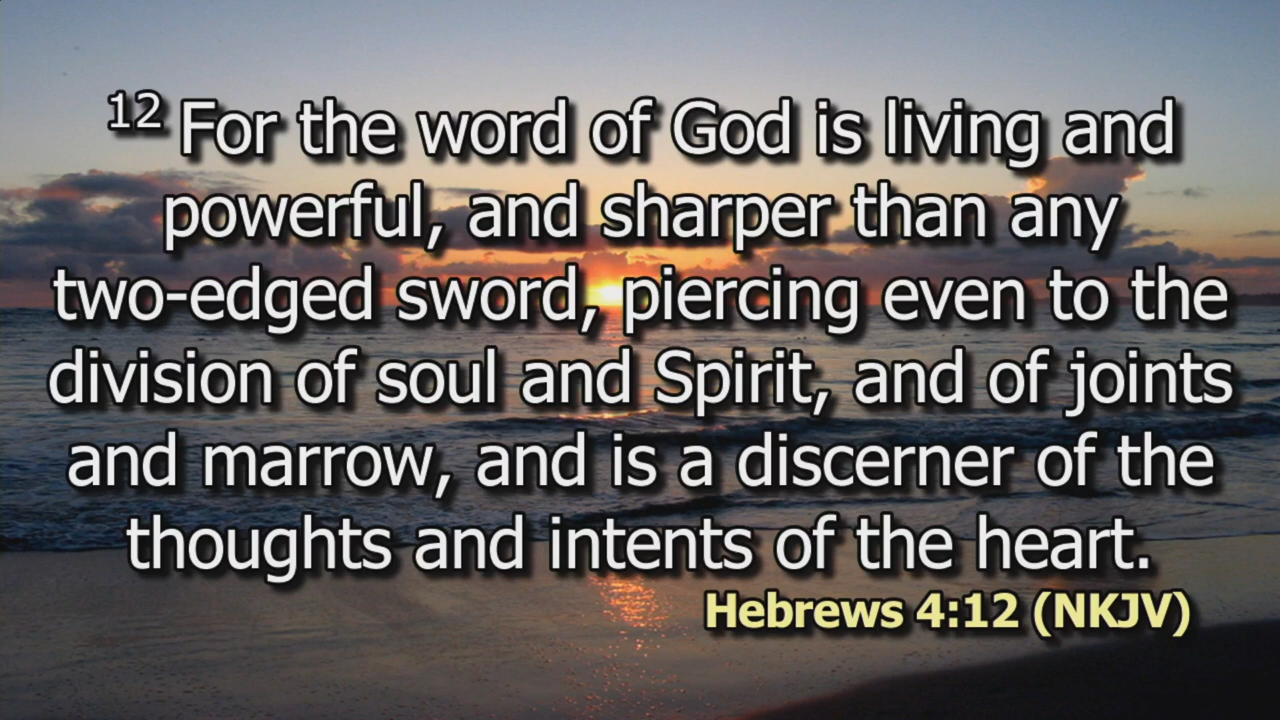 12 For the word of God is living and
powerful, and sharper than any
two-edged sword, piercing even to the
division of soul and Spirit, and of joints
and marrow, and is a discerner of the
thoughts and intents of the heart.
Hebrews 4:12 (NKJV)